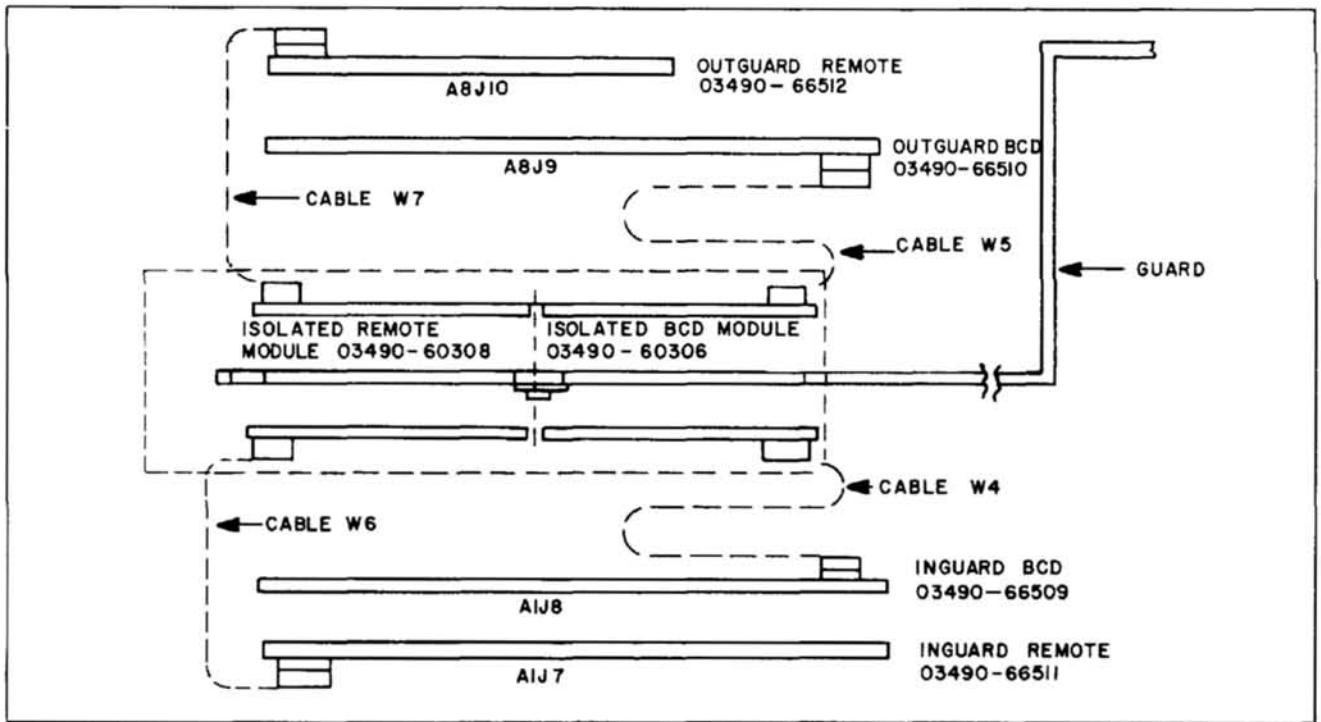 OUTGUARD REMOTE
03490-66512
A8J10
OUTGUARD BCD
03490-66510
A8J9
CABLE W7
CABLE W5
GUARD
ISOLATED REMOTE
MODULE 03490-60308
ISOLATED BCD MODULE
03490-60306
CABLE W4
CABLE W6
INGUARD BCD
03490-66509
A1J8
INGUARD REMOTE
03490-66511
A1J7